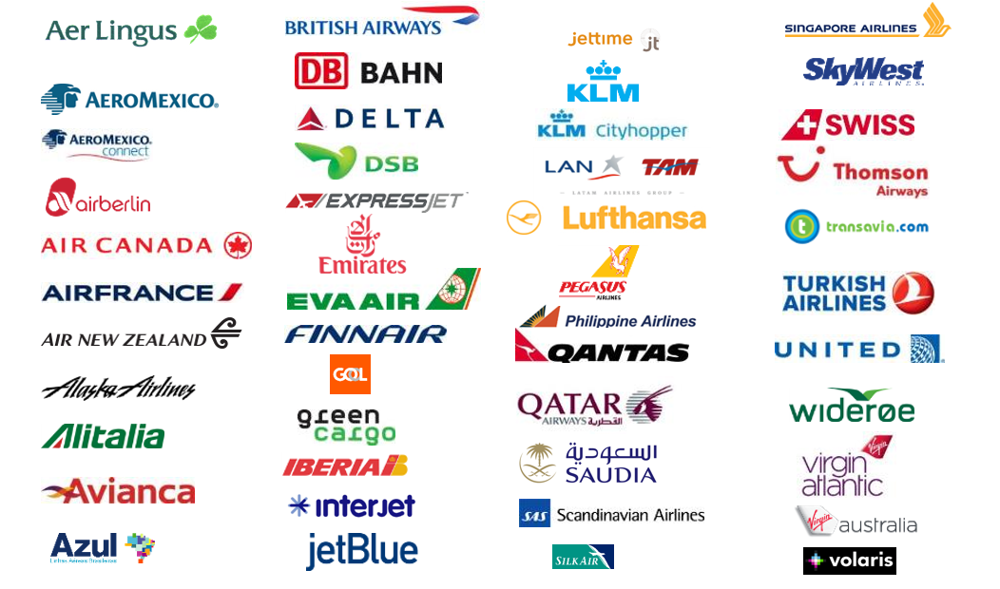 Aer Lingus
AEROMEXICO®
AEROMEXICO®
connect
airberlin
AIR CANADA
AIRFRANCE
AIR NEW ZEALAND
Alaska Airlines
Alitalia
Avianca
Azul
Linhas Aéreas Brasileiras
BRITISH AIRWAYS
DB BAHN
DELTA
DSB
EXPRESSJET
Emirates
EVA AIR
FINNAIR
GOL
green
cargo
IBERIA
interjet
jetBlue
jettime jt
KLM
KLM Cityhopper
LAN TAM
LATAM AIRLINES GROUP
Lufthansa
PEGASUS
AIRLINES
Philippine Airlines
QANTAS
QATAR
AIRWAYS القطرية
السعودية
SAUDIA
SAS Scandinavian Airlines
SILKAIR
SINGAPORE AIRLINES
SkyWest
AIRLINES®
SWISS
Thomson
Airways
t transavia.com
TURKISH
AIRLINES
UNITED
widerøe
Virgin
virgin
atlantic
Virgin australia
volaris